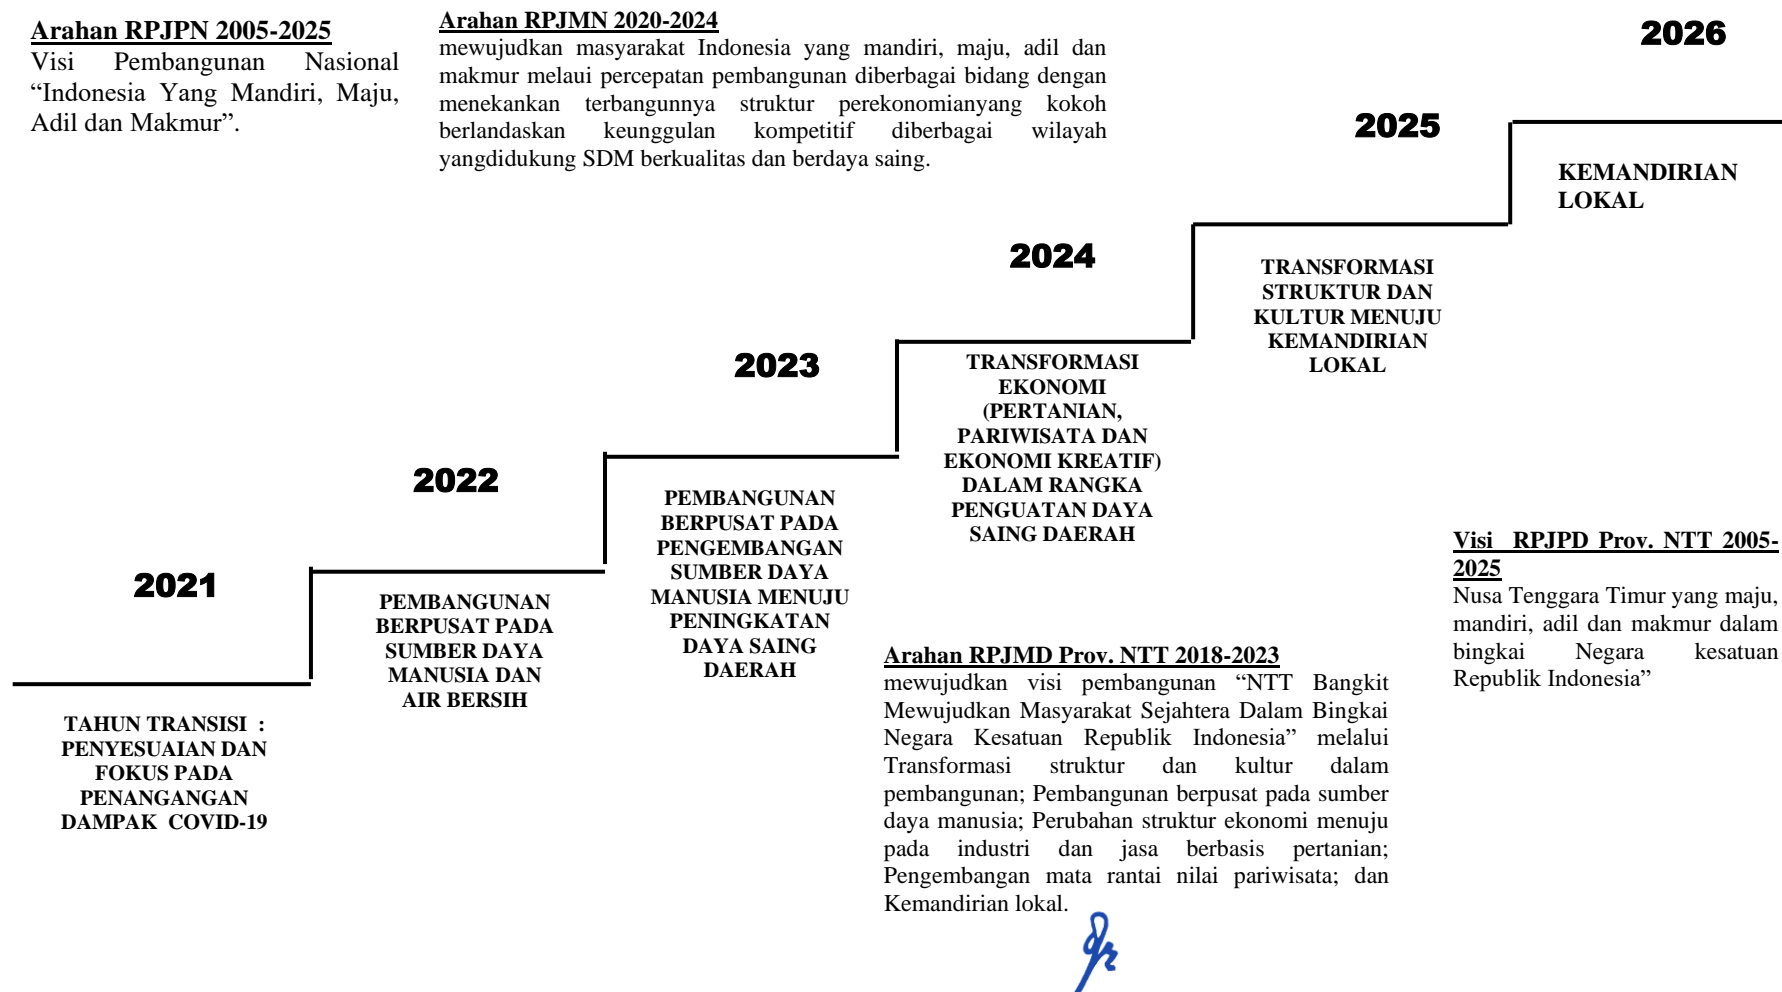 Arahan RPJPN 2005-2025
Visi Pembangunan Nasional
“Indonesia Yang Mandiri, Maju,
Adil dan Makmur”.
Arahan RPJMN 2020-2024
mewujudkan masyarakat Indonesia yang mandiri, maju, adil dan
makmur melaui percepatan pembangunan diberbagai bidang dengan
menekankan terbangunnya struktur perekonomianyang kokoh
berlandaskan keunggulan kompetitif diberbagai wilayah
yangdidukung SDM berkualitas dan berdaya saing.
2026
KEMANDIRIAN
LOKAL
2025
TRANSFORMASI
STRUKTUR DAN
KULTUR MENUJU
KEMANDIRIAN
LOKAL
2024
TRANSFORMASI
EKONOMI
(PERTANIAN,
PARIWISATA DAN
EKONOMI KREATIF)
DALAM RANGKA
PENGUATAN DAYA
SAING DAERAH
2023
PEMBANGUNAN
BERPUSAT PADA
PENGEMBANGAN
SUMBER DAYA
MANUSIA MENUJU
PENINGKATAN
DAYA SAING
DAERAH
2022
PEMBANGUNAN
BERPUSAT PADA
SUMBER DAYA
MANUSIA DAN
AIR BERSIH
2021
TAHUN TRANSISI :
PENYESUAIAN DAN
FOKUS PADA
PENANGANGAN
DAMPAK COVID-19
Visi RPJPD Prov. NTT 2005-
2025
Nusa Tenggara Timur yang maju,
mandiri, adil dan makmur dalam
bingkai Negara kesatuan
Republik Indonesia”
Arahan RPJMD Prov. NTT 2018-2023
mewujudkan visi pembangunan “NTT Bangkit
Mewujudkan Masyarakat Sejahtera Dalam Bingkai
Negara Kesatuan Republik Indonesia” melalui
Transformasi struktur dan kultur dalam
pembangunan; Pembangunan berpusat pada sumber
daya manusia; Perubahan struktur ekonomi menuju
pada industri dan jasa berbasis pertanian;
Pengembangan mata rantai nilai pariwisata; dan
Kemandirian lokal.